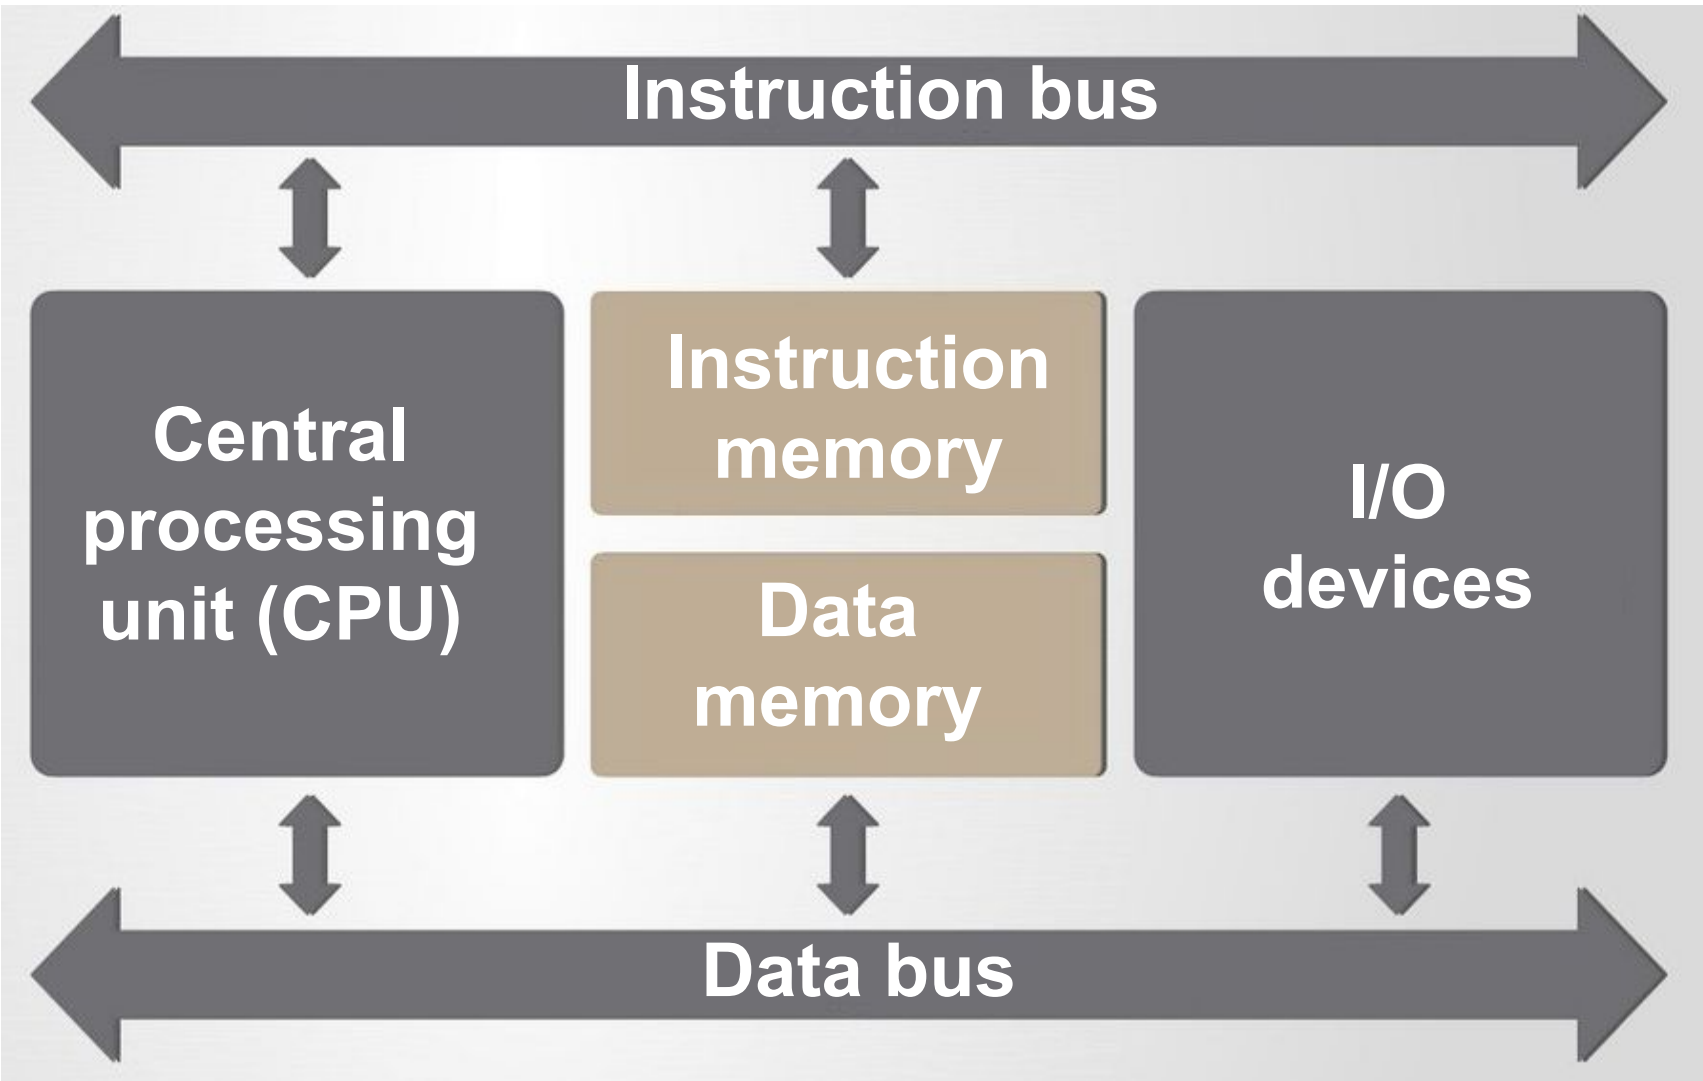 Instruction bus
Central
processing
unit (CPU)
Instruction
memory
Data
memory
I/O
devices
Data bus